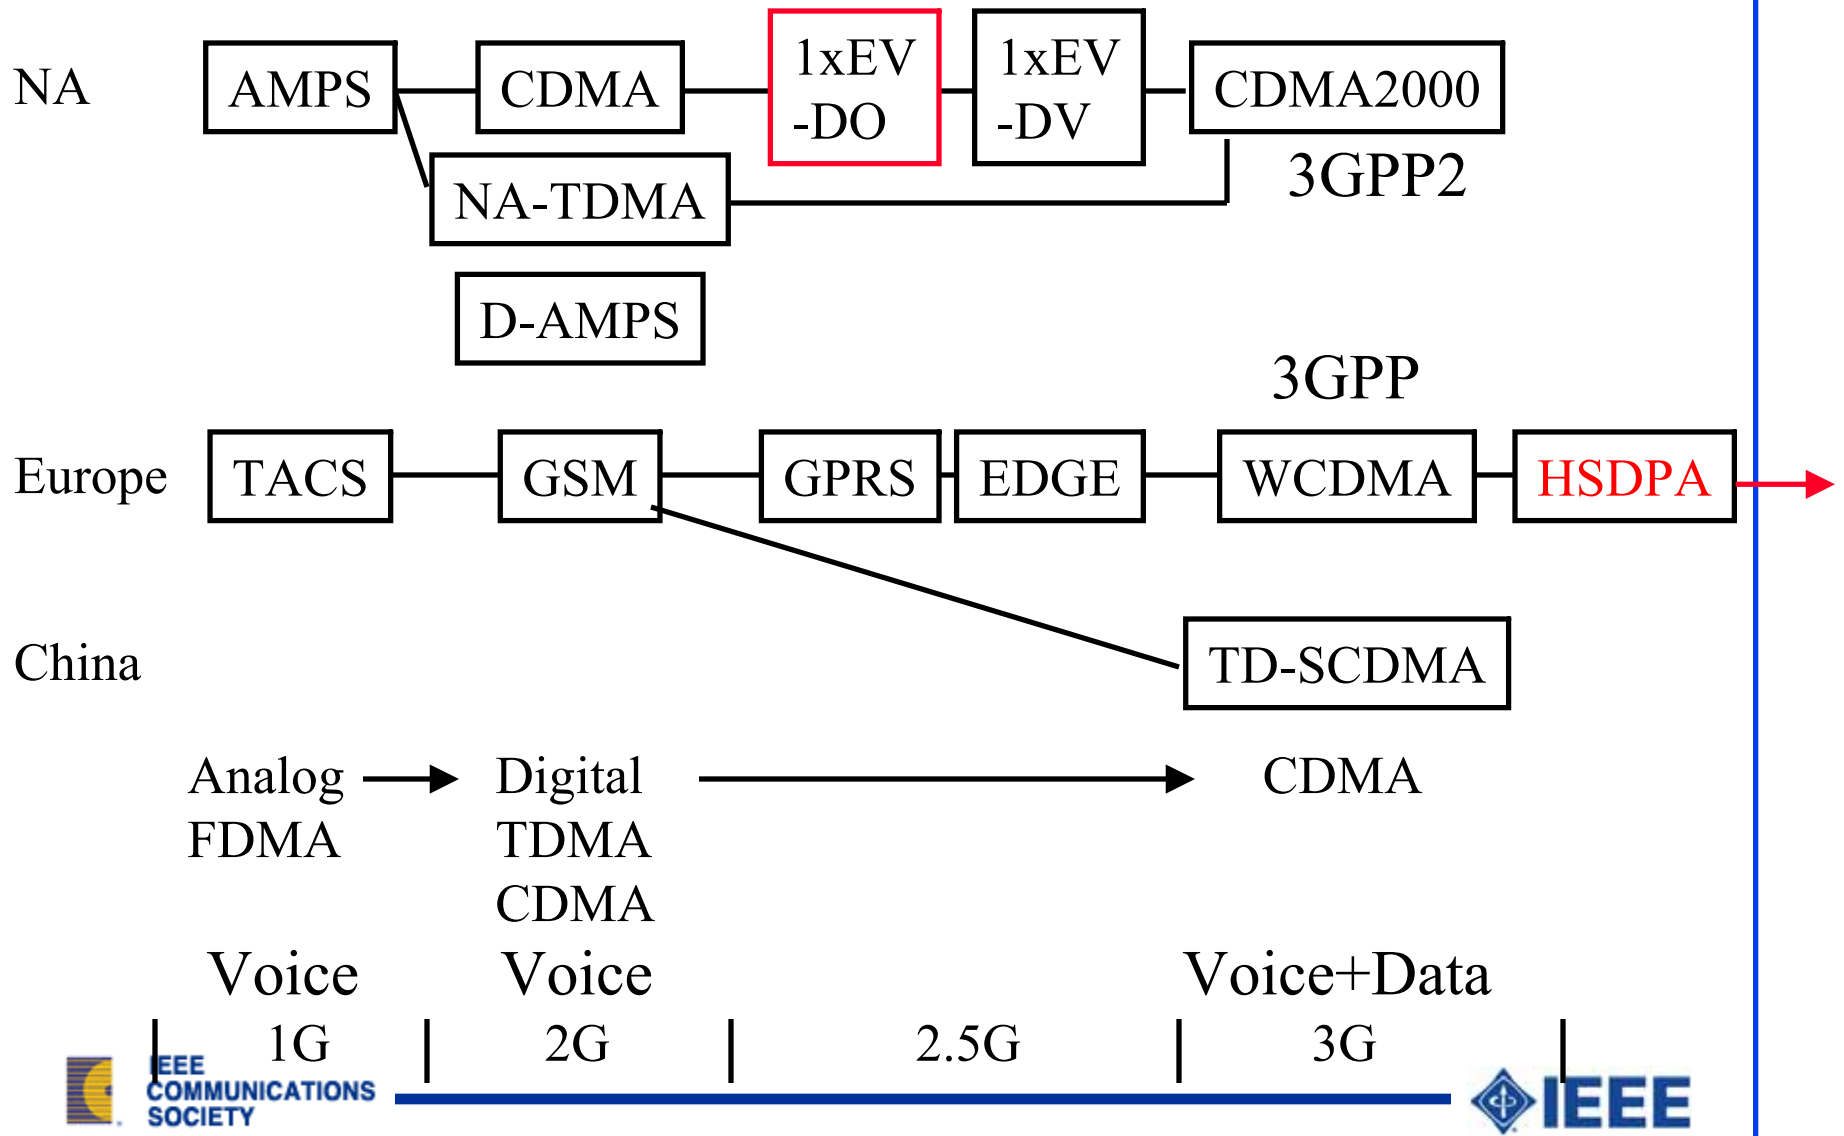 NA
AMPS
CDMA
1xEV
-DO
1xEV
-DV
CDMA2000
3GPP2
NA-TDMA
D-AMPS
3GPP
Europe
TACS
GSM
GPRS
EDGE
WCDMA
HSDPA
China
TD-SCDMA
Analog
FDMA
Digital
TDMA
CDMA
CDMA
Voice
Voice
Voice+Data
1G
2G
2.5G
3G
IEEE
COMMUNICATIONS
SOCIETY
IEEE